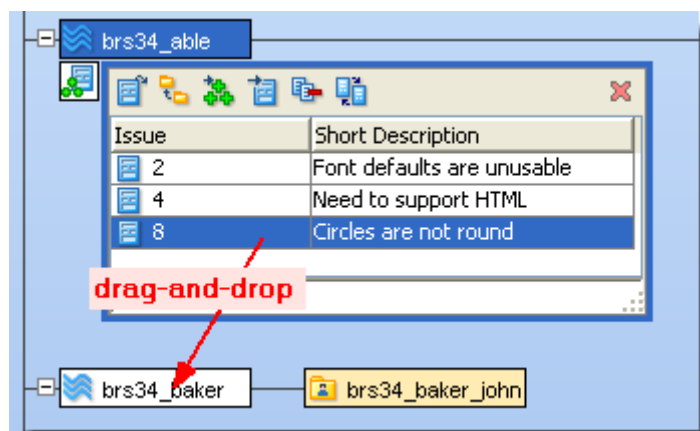 brs34_able
Issue Short Description
2 Font defaults are unusable
4 Need to support HTML
8 Circles are not round
drag-and-drop
brs34_baker brs34_baker_john